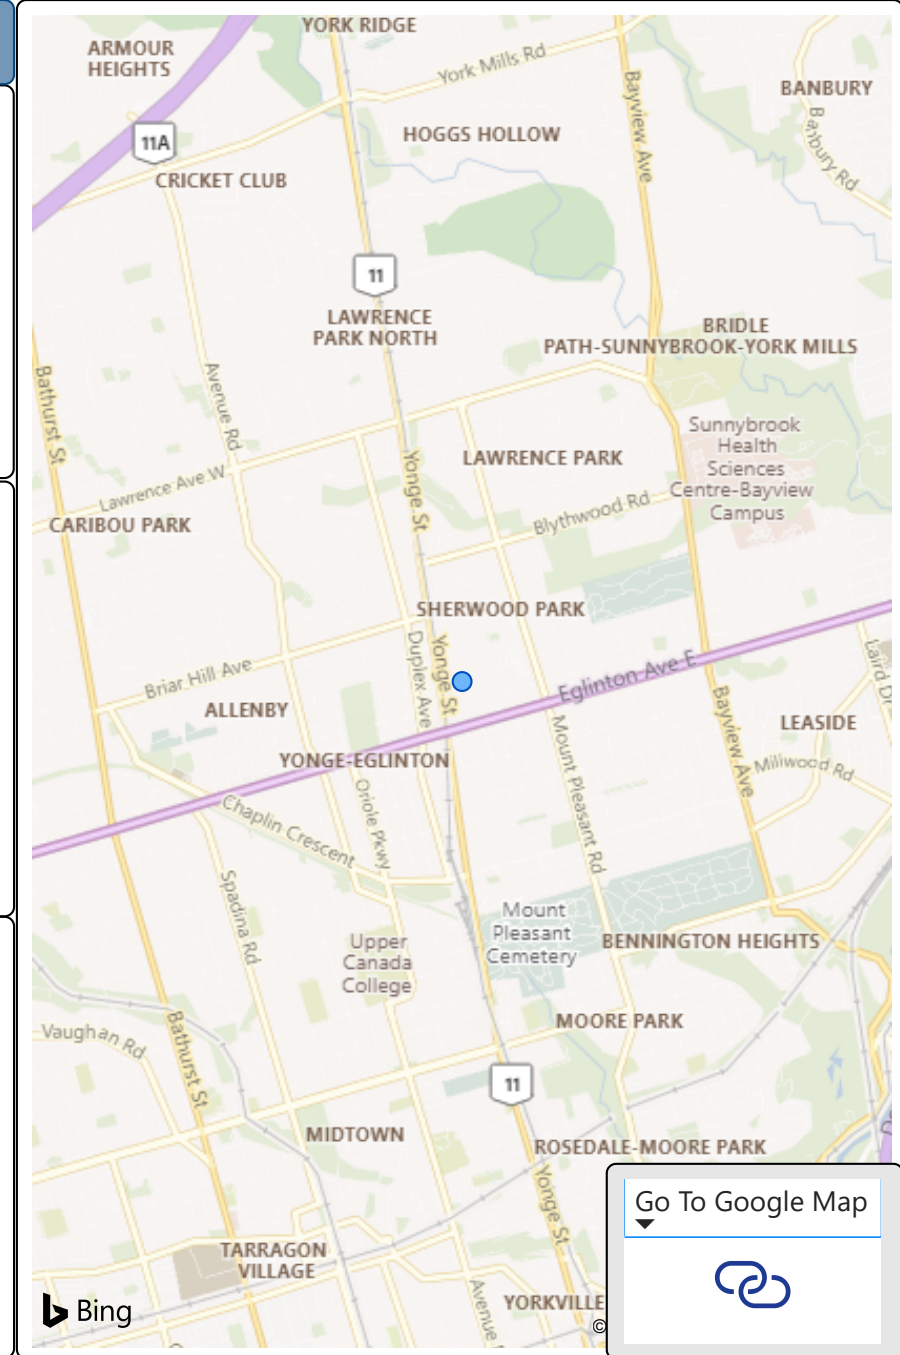 YORK RIDGE
ARMOUR
HEIGHTS
York Mills Rd
Bayview Ave
BANBURY
Banbury Rd
11A
HOGGS HOLLOW
CRICKET CLUB
11
LAWRENCE
PARK NORTH
BRIDLE
PATH-SUNNYBROOK-YORK MILLS
Bathurst St
Avenue Rd
Yonge St
LAWRENCE PARK
Sunnybrook
Health
Sciences
Centre-Bayview
Campus
Lawrence Ave W
CARIBOU PARK
Blythwood Rd
SHERWOOD PARK
Duplex Ave
Yonge St
Eglinton Ave E
Laird Dr
Briar Hill Ave
ALLENBY
Bayview Ave
LEASIDE
YONGE-EGLINTON
Mount Pleasant Rd
Millwood Rd
Oriole Pkwy
Chaplin Crescent
Spadina Rd
Mount
Pleasant
Cemetery
Upper
Canada
College
BENNINGTON HEIGHTS
MOORE PARK
Vaughan Rd
Bathurst St
11
MIDTOWN
ROSEDALE-MOORE PARK
Yonge St
Go To Google Map
TARRAGON
VILLAGE
Avenue
YORKVILLE
Bing
©